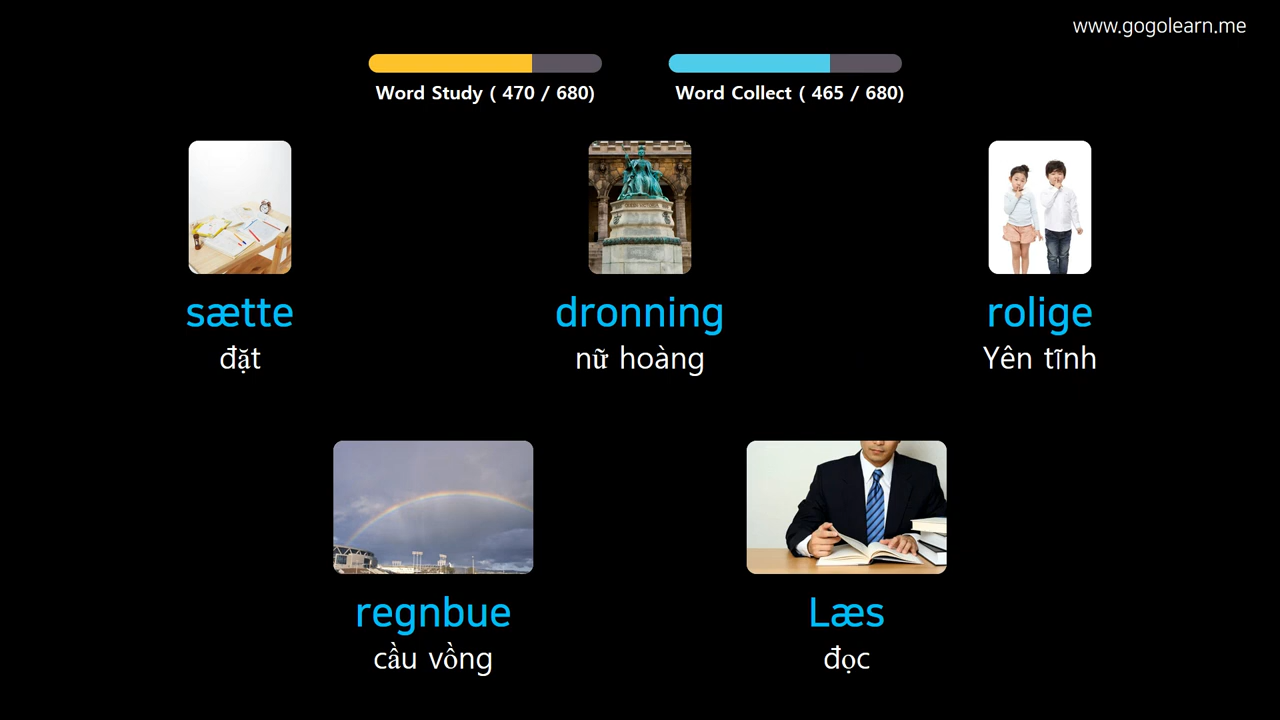 www.gogolearn.me
Word Study ( 470 / 680)
Word Collect ( 465 / 680)
sætte
đặt
dronning
nữ hoàng
rolige
Yên tĩnh
regnbue
cầu vồng
Læs
đọc